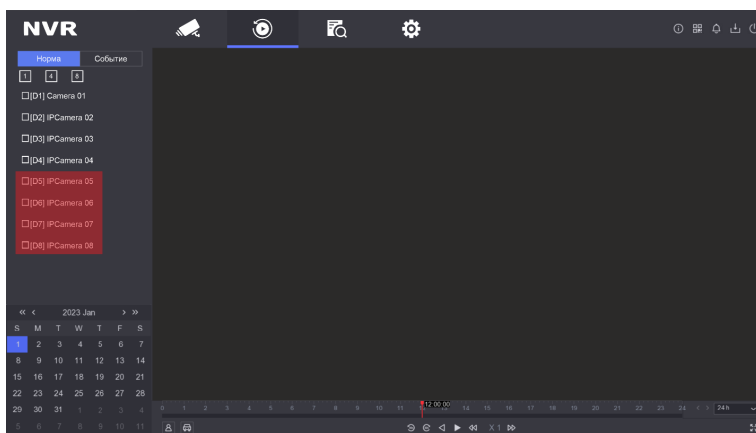 NVR
Норма Событие
1 4 8
[D1] Camera 01
[D2] IPCamera 02
[D3] IPCamera 03
[D4] IPCamera 04
[D5] IPCamera 05
[D6] IPCamera 06
[D7] IPCamera 07
[D8] IPCamera 08
2023 Jan
S M T W T F S
1 2 3 4 5 6 7
8 9 10 11 12 13 14
15 16 17 18 19 20 21
22 23 24 25 26 27 28
29 30 31 1 2 3 4
5 6 7 8 9 10 11
0 1 2 3 4 5 6 7 8 9 10 11 12:00:00 14 15 16 17 18 19 20 21 22 23 24 24 h
X 1